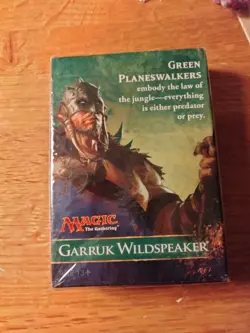 Green
Planeswalkers
embody the law of
the jungle—everything
is either predator
or prey.
Magic
The Gathering®
Garruk Wildspeaker